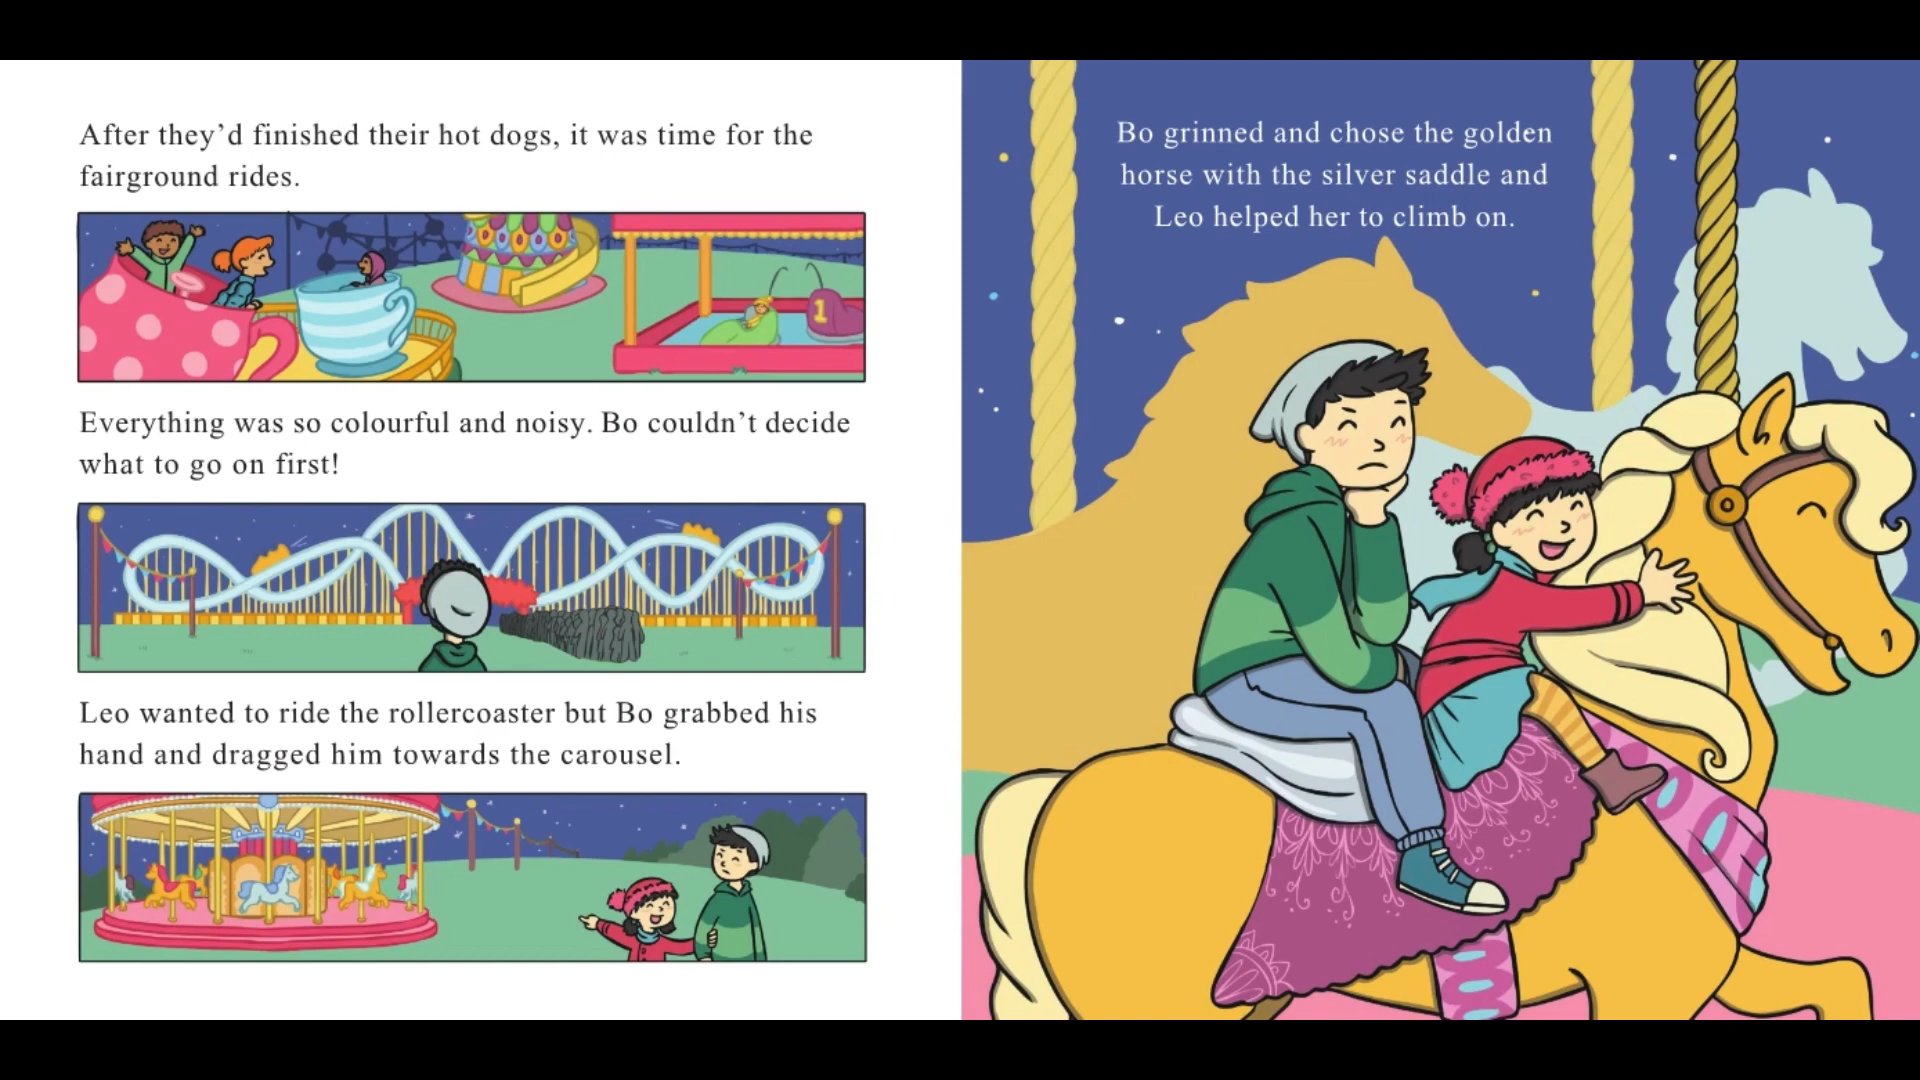 After they’d finished their hot dogs, it was time for the
fairground rides.
1
Everything was so colourful and noisy. Bo couldn’t decide
what to go on first!
Leo wanted to ride the rollercoaster but Bo grabbed his
hand and dragged him towards the carousel.
Bo grinned and chose the golden
horse with the silver saddle and
Leo helped her to climb on.